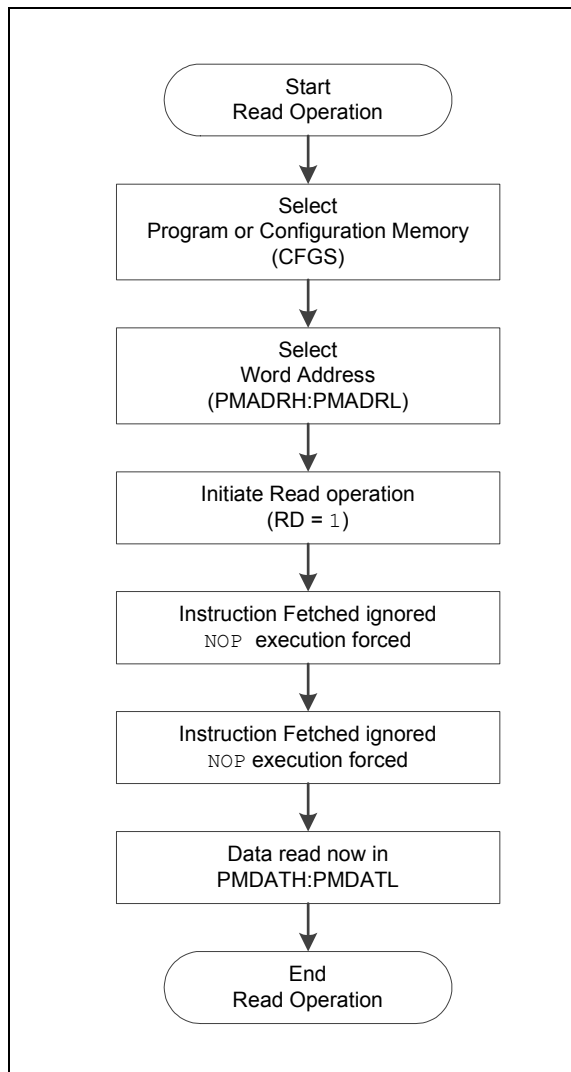 Start
Read Operation
Select
Program or Configuration Memory
(CFGS)
Select
Word Address
(PMADRH:PMADRL)
Initiate Read operation
(RD = 1)
Instruction Fetched ignored
NOP execution forced
Instruction Fetched ignored
NOP execution forced
Data read now in
PMDATH:PMDATL
End
Read Operation